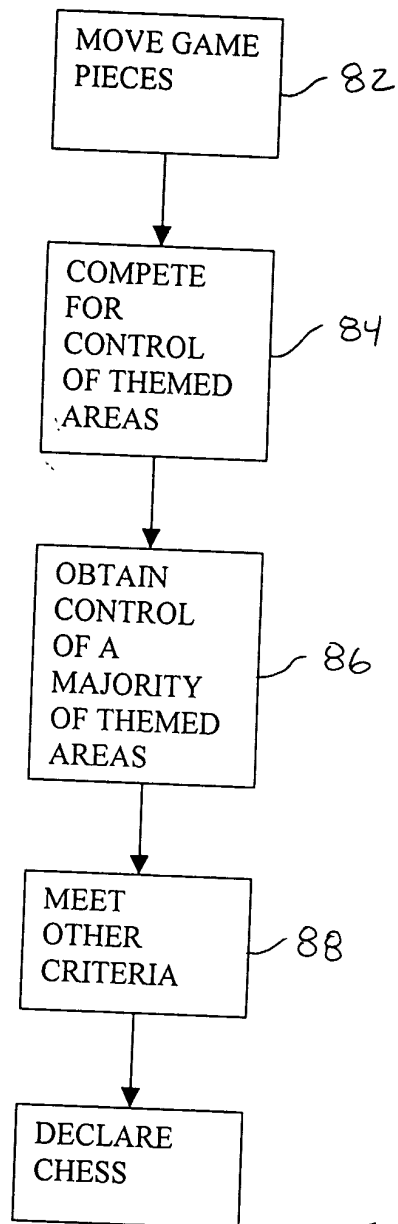 MOVE GAME
PIECES
82
COMPETE
FOR
CONTROL
OF THEMED
AREAS
84
OBTAIN
CONTROL
OF A
MAJORITY
OF THEMED
AREAS
86
MEET
OTHER
CRITERIA
88
DECLARE
CHESS